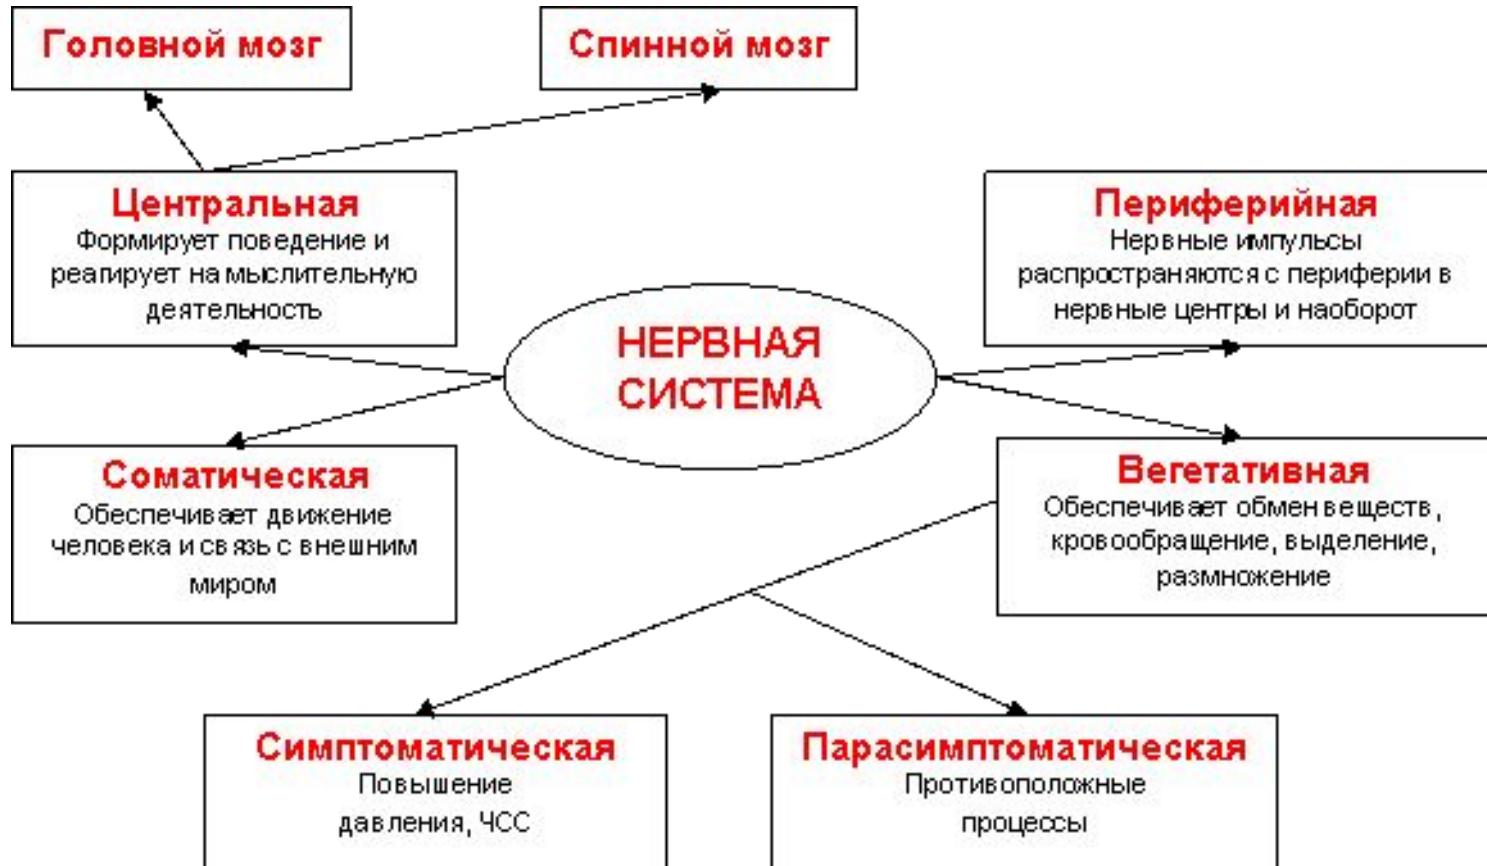 Головной мозг
Спинной мозг
Центральная
Формирует поведение и
реагирует на мыслительную
деятельность
Периферийная
Нервные импульсы
распространяются с периферии в
нервные центры и наоборот
НЕРВНАЯ
СИСТЕМА
Соматическая
Обеспечивает движение
человека и связь с внешним
миром
Вегетативная
Обеспечивает обмен веществ,
кровообращение, выделение,
размножение
Симптоматическая
Повышение
давления, ЧСС
Парасимптоматическая
Противоположные
процессы